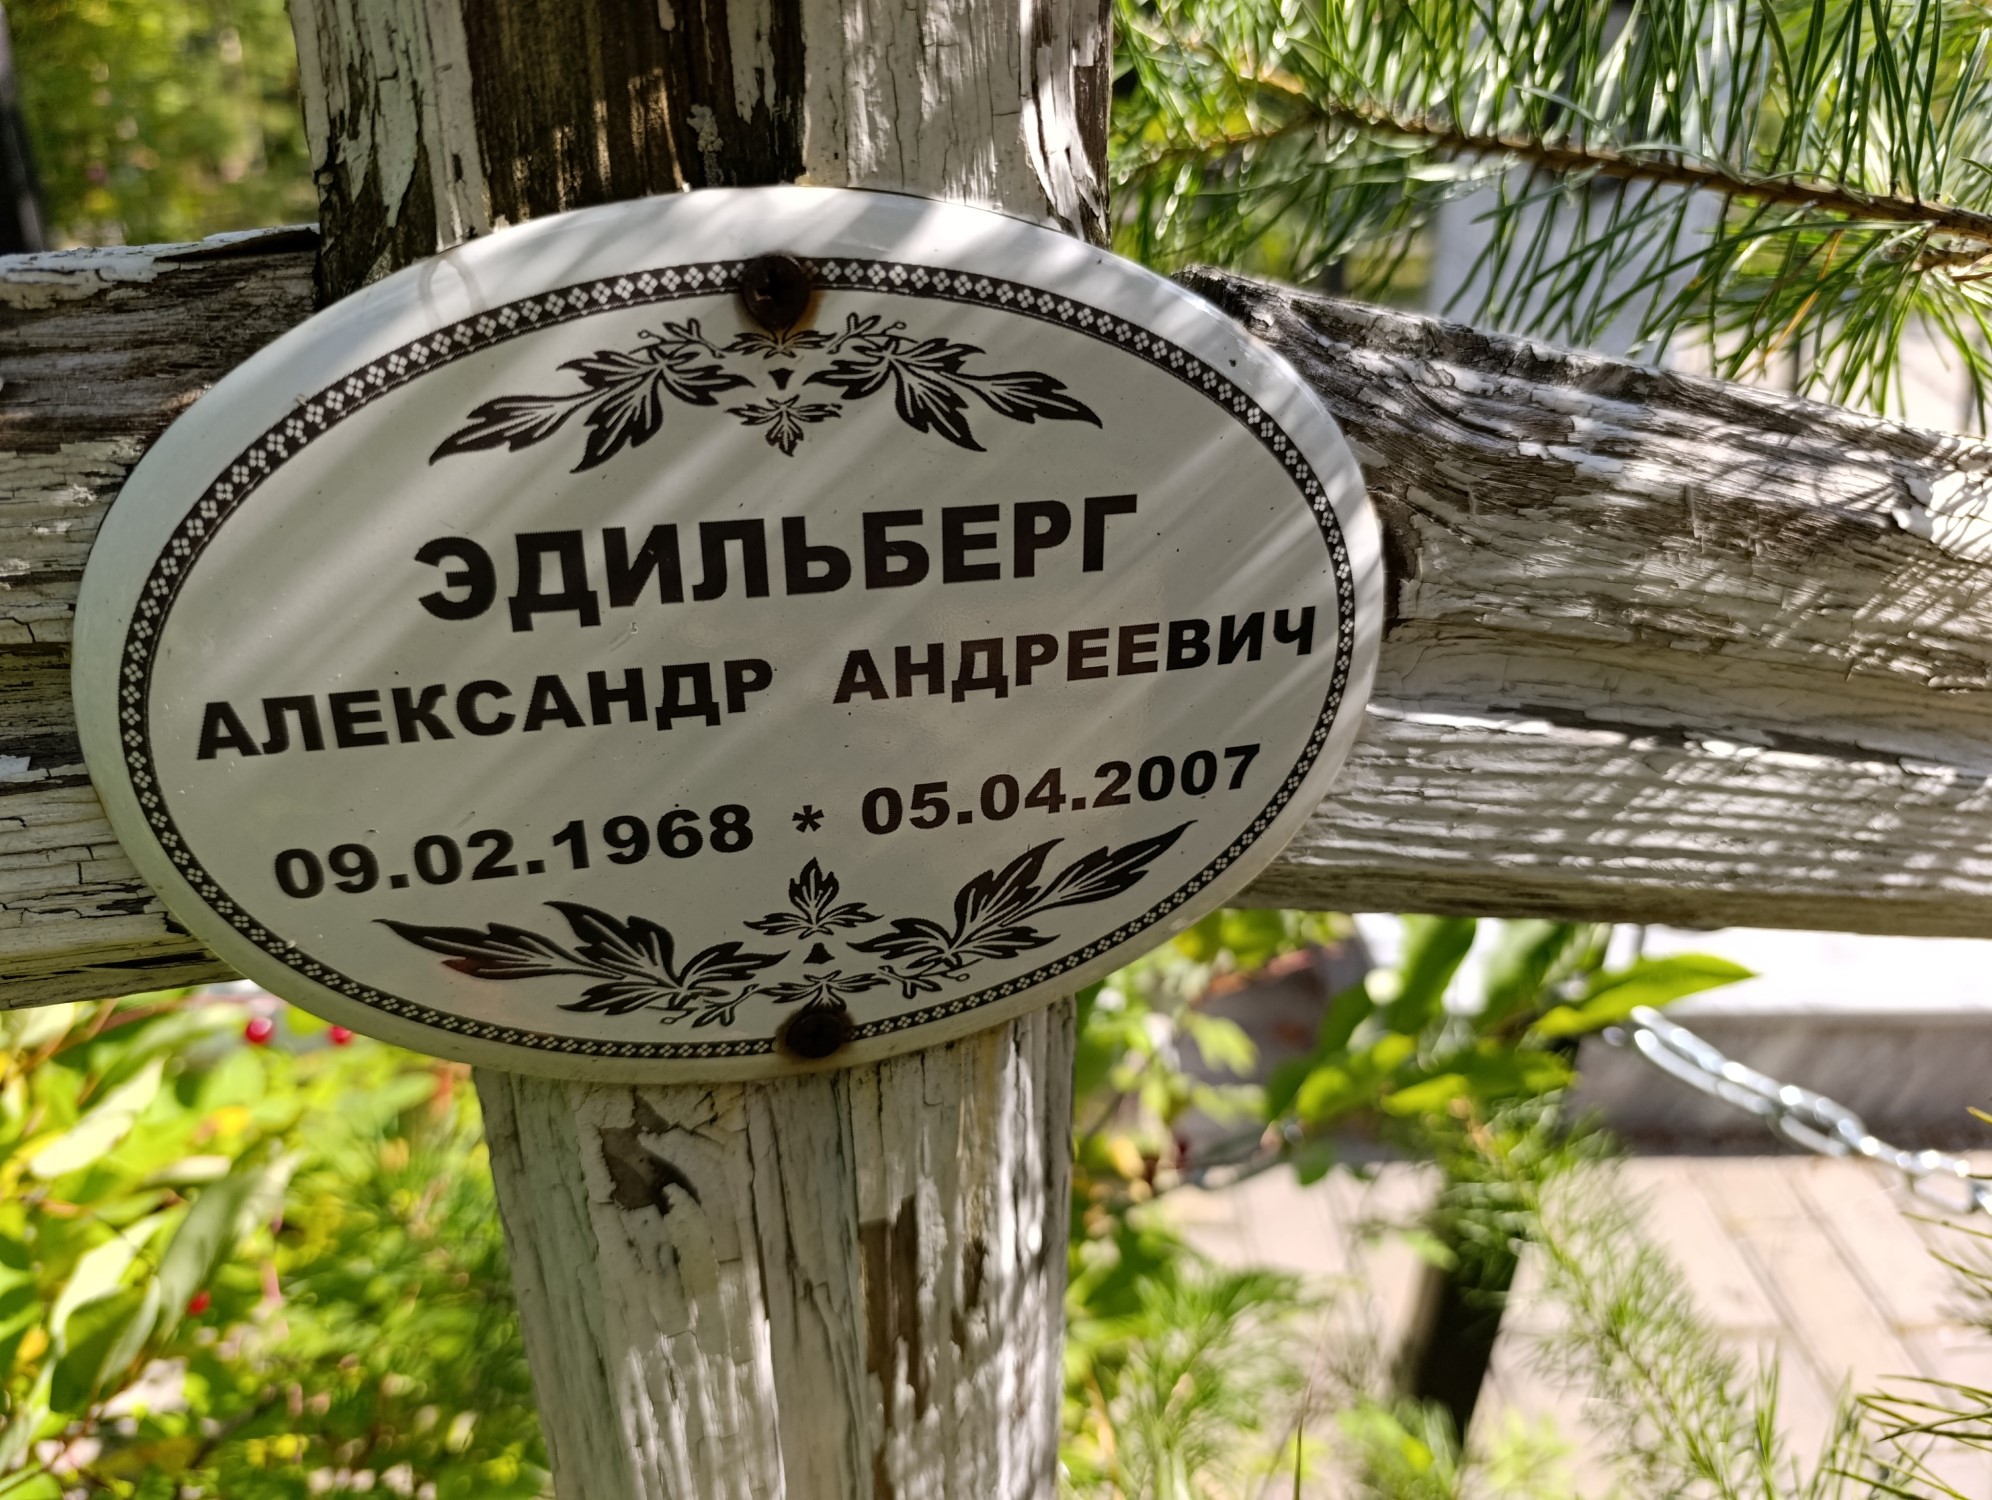 ЭДИЛЬБЕРГ
АЛЕКСАНДР АНДРЕЕВИЧ
09.02.1968 * 05.04.2007